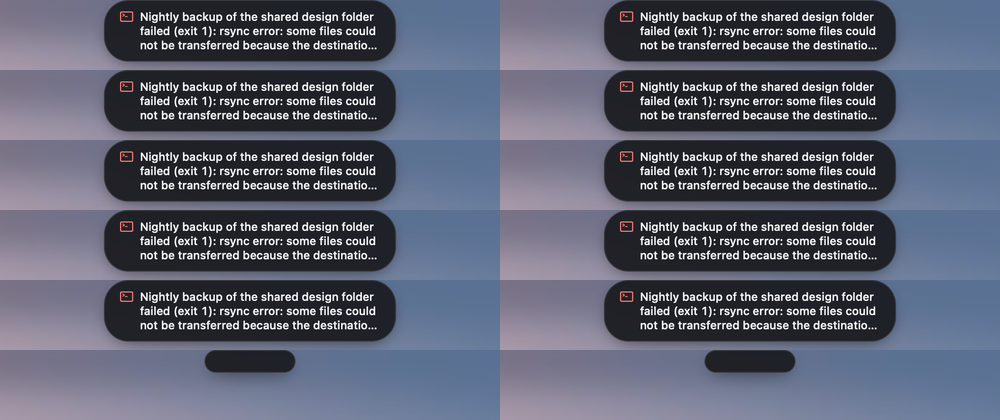 Nightly backup of the shared design folder
failed (exit 1): rsync error: some files could
not be transferred because the destinatio...
Nightly backup of the shared design folder
failed (exit 1): rsync error: some files could
not be transferred because the destinatio...
Nightly backup of the shared design folder
failed (exit 1): rsync error: some files could
not be transferred because the destinatio...
Nightly backup of the shared design folder
failed (exit 1): rsync error: some files could
not be transferred because the destinatio...
Nightly backup of the shared design folder
failed (exit 1): rsync error: some files could
not be transferred because the destinatio...
Nightly backup of the shared design folder
failed (exit 1): rsync error: some files could
not be transferred because the destinatio...
Nightly backup of the shared design folder
failed (exit 1): rsync error: some files could
not be transferred because the destinatio...
Nightly backup of the shared design folder
failed (exit 1): rsync error: some files could
not be transferred because the destinatio...
Nightly backup of the shared design folder
failed (exit 1): rsync error: some files could
not be transferred because the destinatio...
Nightly backup of the shared design folder
failed (exit 1): rsync error: some files could
not be transferred because the destinatio...